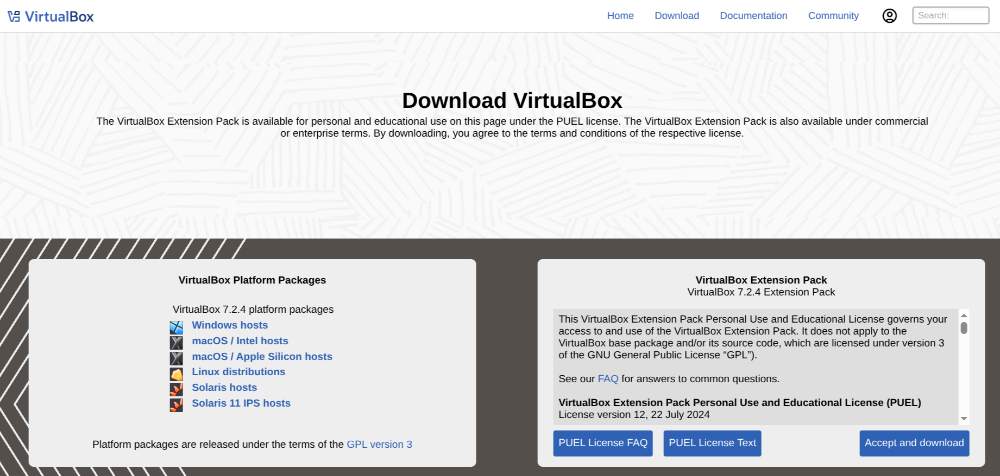 VirtualBox
Home Download Documentation Community Search:
Download VirtualBox
The VirtualBox Extension Pack is available for personal and educational use on this page under the PUEL license. The VirtualBox Extension Pack is also available under commercial
or enterprise terms. By downloading, you agree to the terms and conditions of the respective license.
VirtualBox Platform Packages
VirtualBox 7.2.4 platform packages
Windows hosts
macOS / Intel hosts
macOS / Apple Silicon hosts
Linux distributions
Solaris hosts
Solaris 11 IPS hosts
Platform packages are released under the terms of the GPL version 3
VirtualBox Extension Pack
VirtualBox 7.2.4 Extension Pack
This VirtualBox Extension Pack Personal Use and Educational License governs your
access to and use of the VirtualBox Extension Pack. It does not apply to the
VirtualBox base package and/or its source code, which are licensed under version 3
of the GNU General Public License “GPL”).
See our FAQ for answers to common questions.
VirtualBox Extension Pack Personal Use and Educational License (PUEL)
License version 12, 22 July 2024
PUEL License FAQ PUEL License Text Accept and download